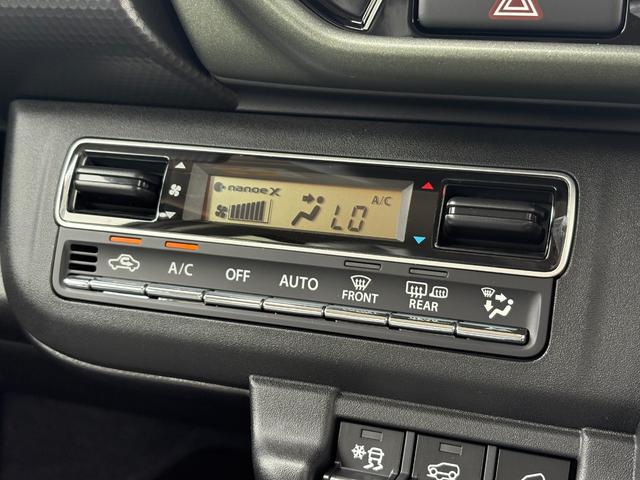 nanoeX
A/C
LO
A/C OFF AUTO FRONT REAR